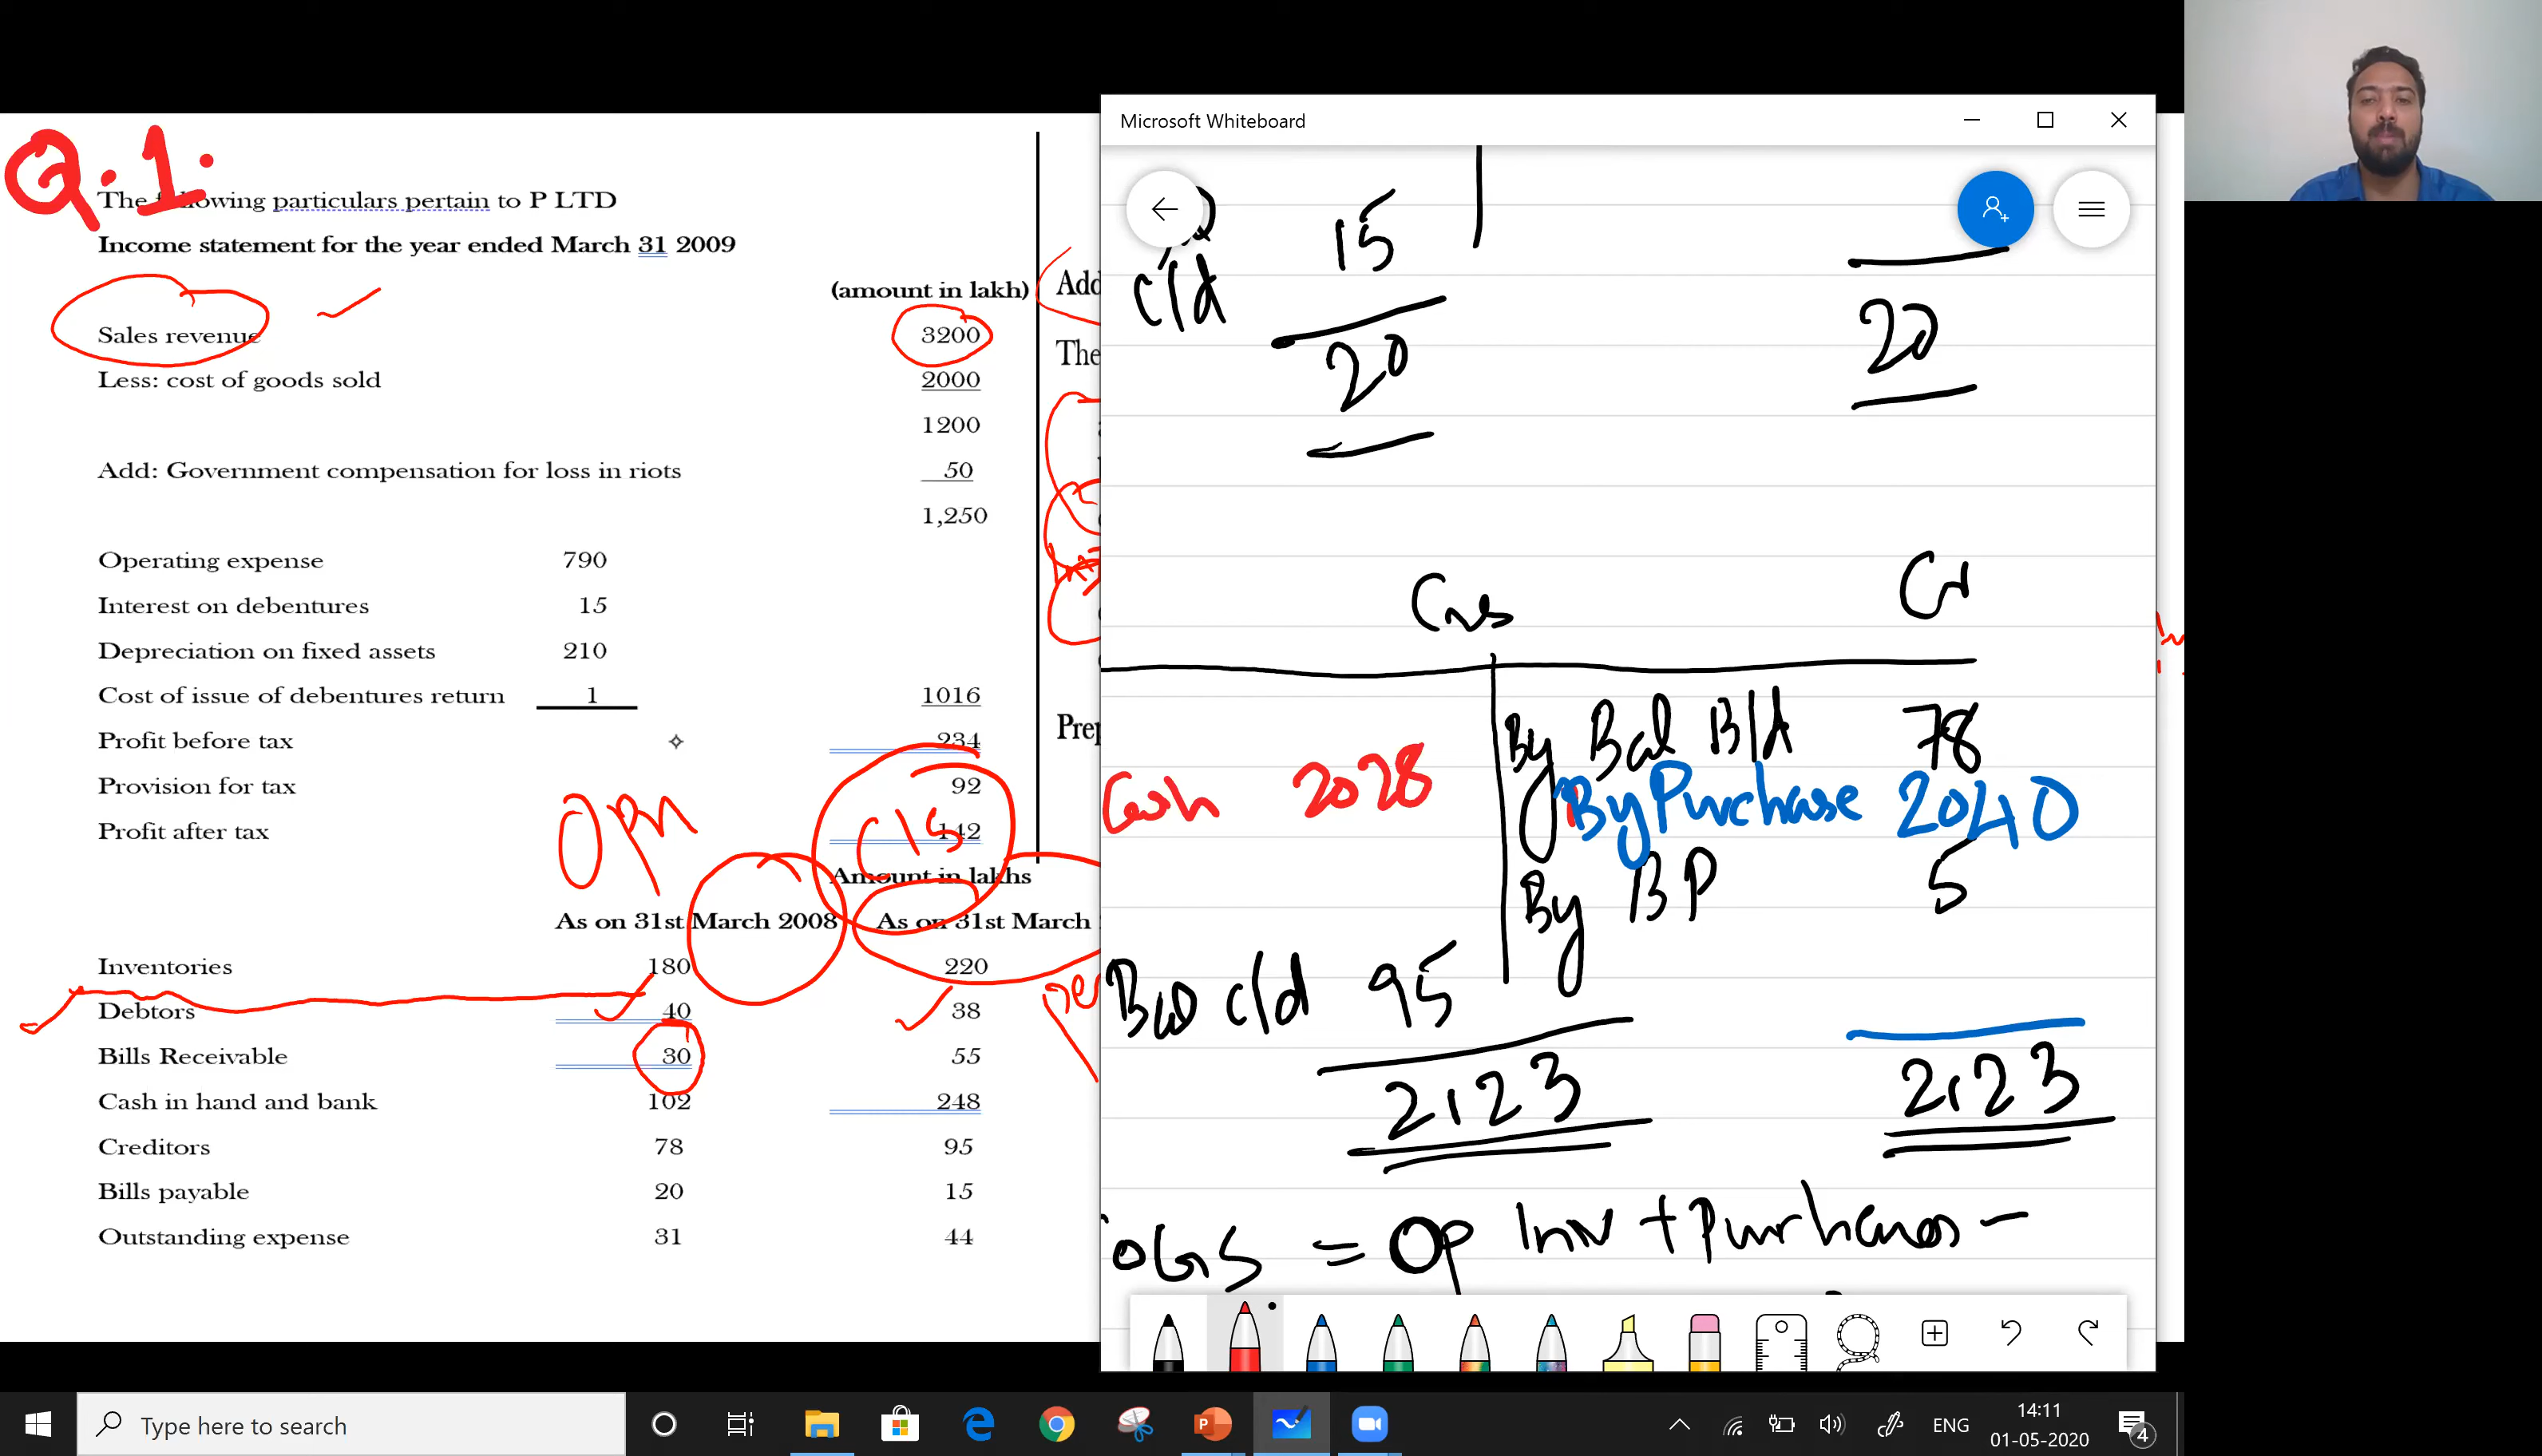 Q.1.
The following particulars pertain to P LTD
Income statement for the year ended March 31 2009
(amount in lakh)
Sales revenue 3200
Less: cost of goods sold 2000
1200
Add: Government compensation for loss in riots 50
1,250
Operating expense 790
Interest on debentures 15
Depreciation on fixed assets 210
Cost of issue of debentures return 1 1016
Profit before tax 234
Provision for tax 92
Profit after tax 142
Opn
Cls
Amount in lakhs
As on 31st March 2008 As on 31st March
Inventories 180 220
Debtors 40 38
Bills Receivable 30 55
Cash in hand and bank 102 248
Creditors 78 95
Bills payable 20 15
Outstanding expense 31 44
Add
The
Prep
Microsoft Whiteboard
c/d 15
20 20
Crs Cr
By Bal B/d 78
Cash 2028 By Purchase 2040
By BP 5
Bal c/d 95
2123 2123
OGS = Op Inv + Purchases -
Type here to search
ENG
14:11
01-05-2020
4